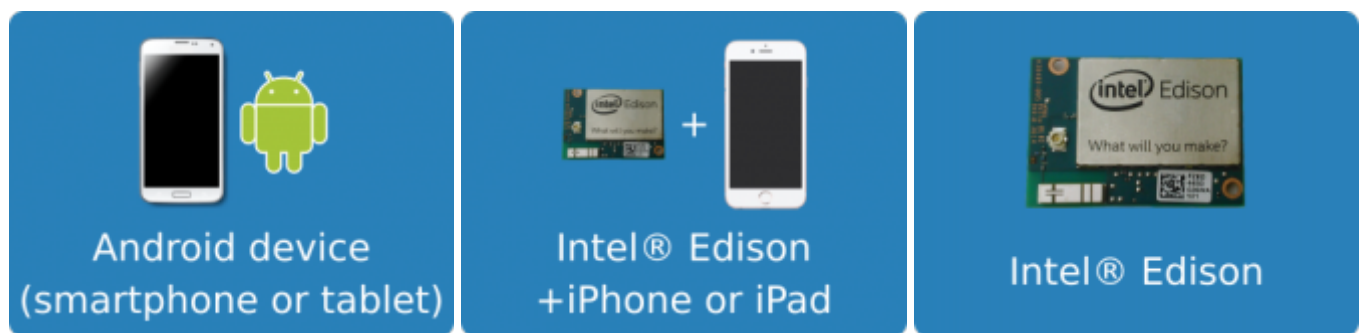 Android device
(smartphone or tablet)
intel Edison
What will you make?
+
Intel® Edison
+iPhone or iPad
intel® Edison
What will you make?
Intel® Edison